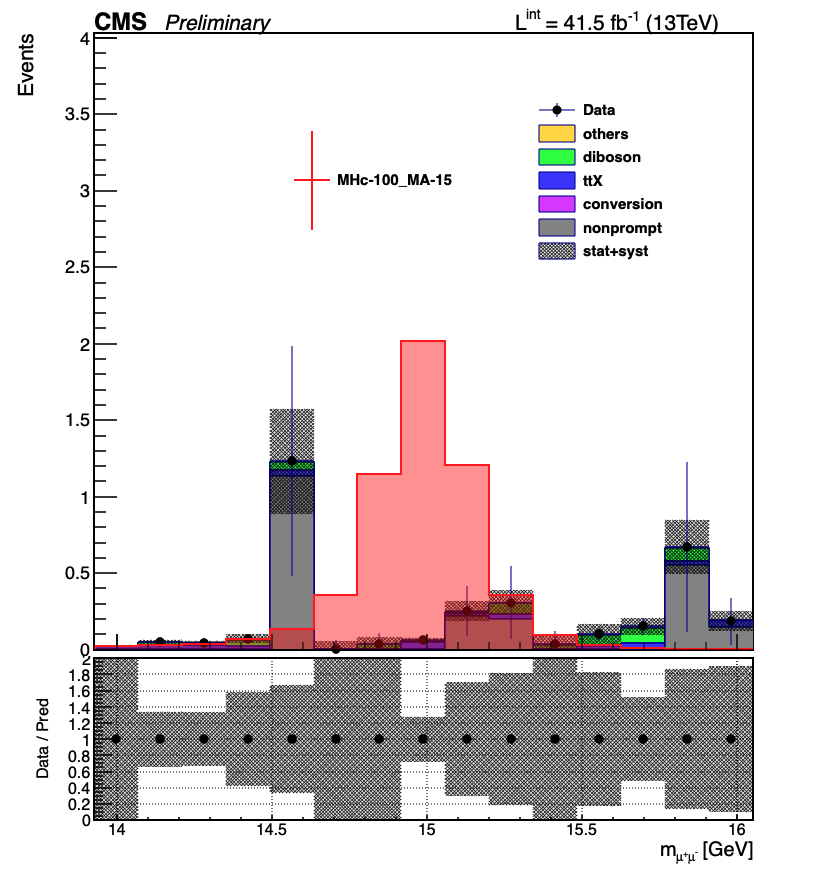 CMS Preliminary L^int = 41.5 fb^-1 (13TeV)
Events
4
3.5
3
2.5
2
1.5
1
0.5
0
MHc-100_MA-15
Data
others
diboson
ttX
conversion
nonprompt
stat+syst
Data / Pred
2
1.8
1.6
1.4
1.2
1
0.8
0.6
0.4
0.2
0
14 14.5 15 15.5 16
m_μ⁺μ⁻ [GeV]